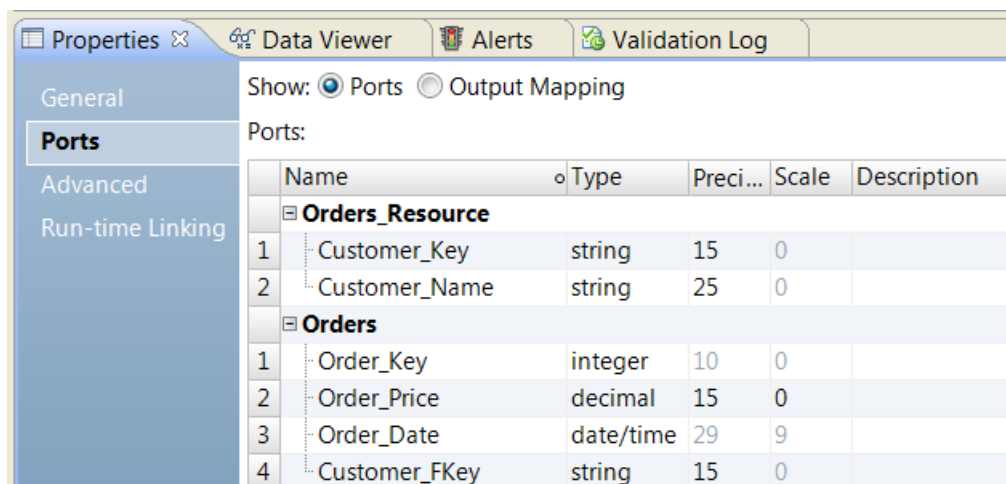 Properties Data Viewer Alerts Validation Log
General
Ports
Advanced
Run-time Linking
Show: Ports Output Mapping
Ports:
Name Type Preci... Scale Description
Orders_Resource
1 Customer_Key string 15 0
2 Customer_Name string 25 0
Orders
1 Order_Key integer 10 0
2 Order_Price decimal 15 0
3 Order_Date date/time 29 9
4 Customer_FKey string 15 0